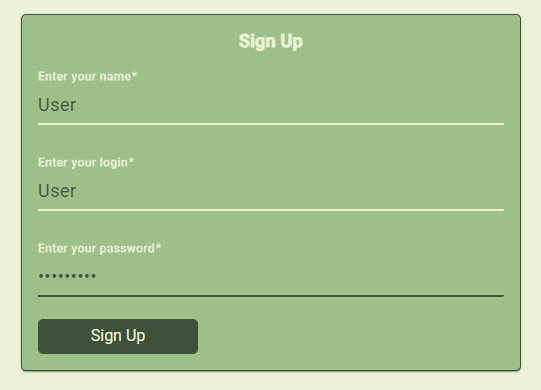 Sign Up
Enter your name*
User
Enter your login*
User
Enter your password*
•••••••••
Sign Up